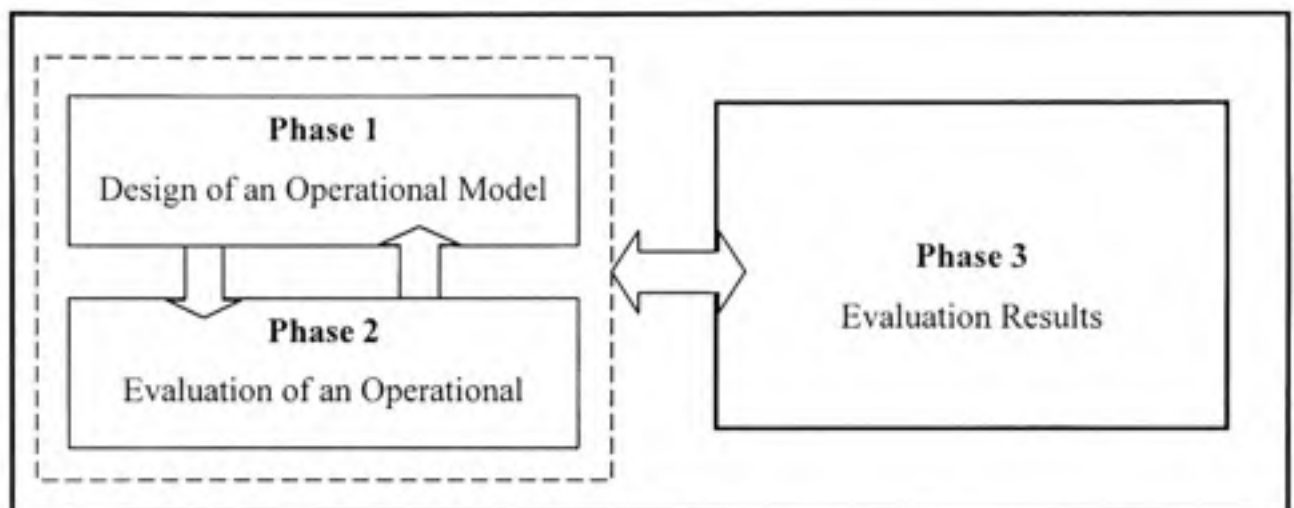 Phase 1
Design of an Operational Model
Phase 2
Evaluation of an Operational
Phase 3
Evaluation Results